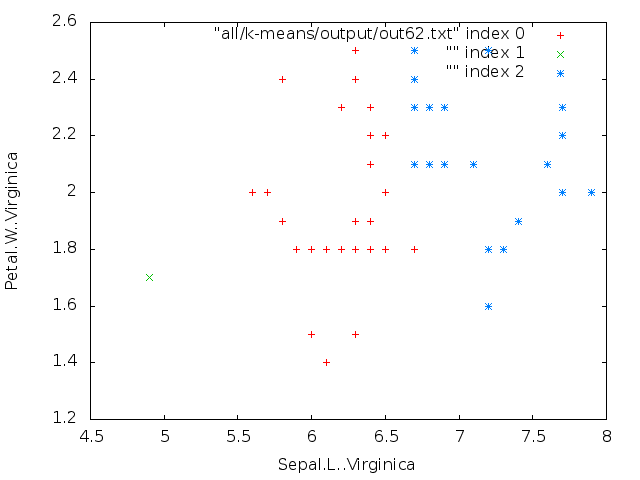 2.6
2.4
2.2
2
1.8
1.6
1.4
1.2
4.5 5 5.5 6 6.5 7 7.5 8
Petal.W..Virginica
Sepal.L..Virginica
"all/k-means/output/out62.txt" index 0
"" index 1
"" index 2